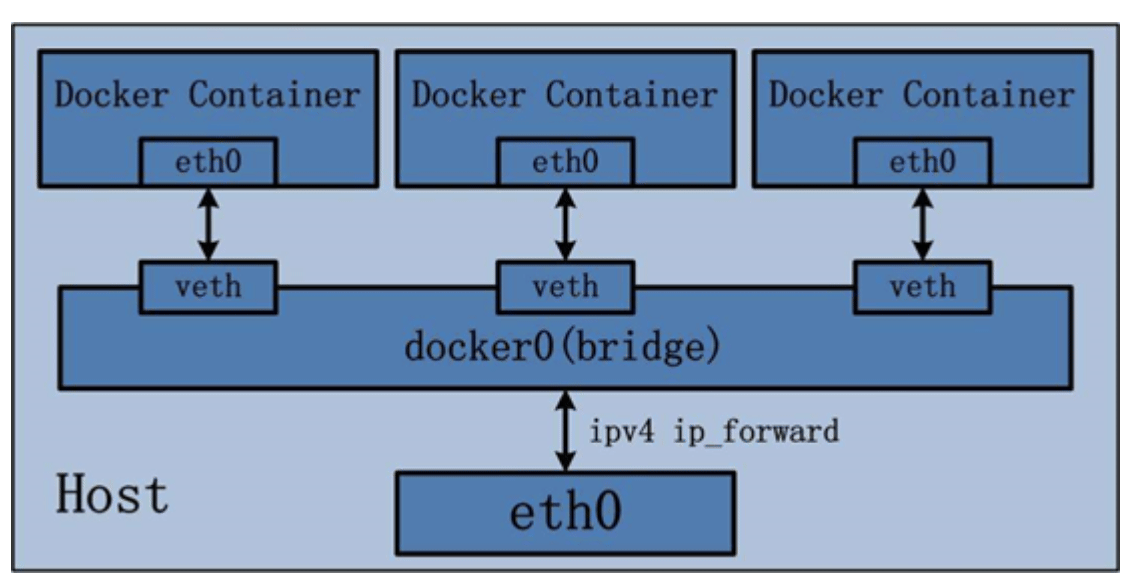 Docker Container
Docker Container
Docker Container
eth0
eth0
eth0
veth
veth
veth
docker0(bridge)
ipv4 ip_forward
Host
eth0